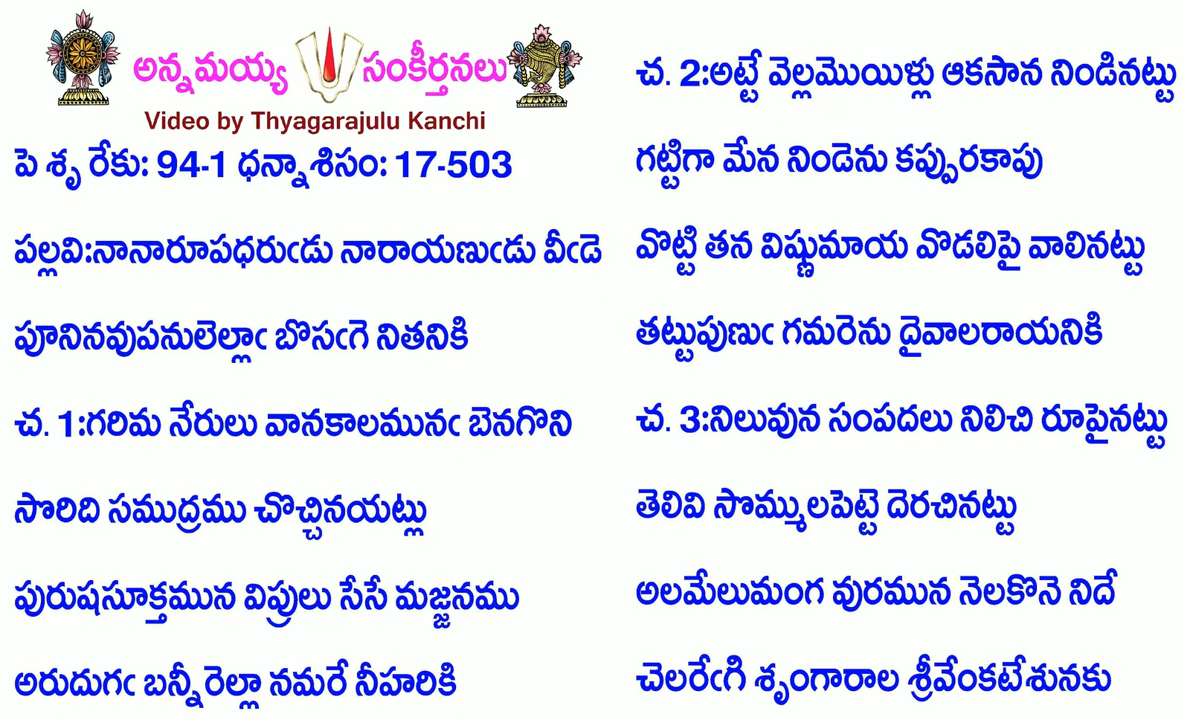 అన్నమయ్య సంకీర్తనలు
Video by Thyagarajulu Kanchi
పె శృ రేకు: 94-1 ధన్నాశిసం: 17-503
పల్లవి:నానారూపధరుఁడు నారాయణుఁడు వీఁడె
పూనినవుపనులెల్లాఁ బొసఁగె నితనికి
చ. 1:గరిమ నేరులు వానకాలమునఁ బెనగొని
సొరిది సముద్రము చొచ్చినయట్లు
పురుషసూక్తమున విప్రులు సేసే మజ్జనము
అరుదుగఁ బన్నీరెల్లా నమరే నీహరికి
చ. 2:అట్టే వెల్లమొయిళ్లు ఆకసాన నిండినట్టు
గట్టిగా మేన నిండెను కప్పురకాపు
వొట్టి తన విష్ణుమాయ వొడలిపై వాలినట్టు
తట్టుపుణుఁ గమరెను దైవాలరాయనికి
చ. 3:నిలువున సంపదలు నిలిచి రూపైనట్టు
తెలివి సొమ్ములపెట్టె దెరచినట్టు
అలమేలుమంగ వురమున నెలకొనె నిదే
చెలరేఁగి శృంగారాల శ్రీవేంకటేశునకు